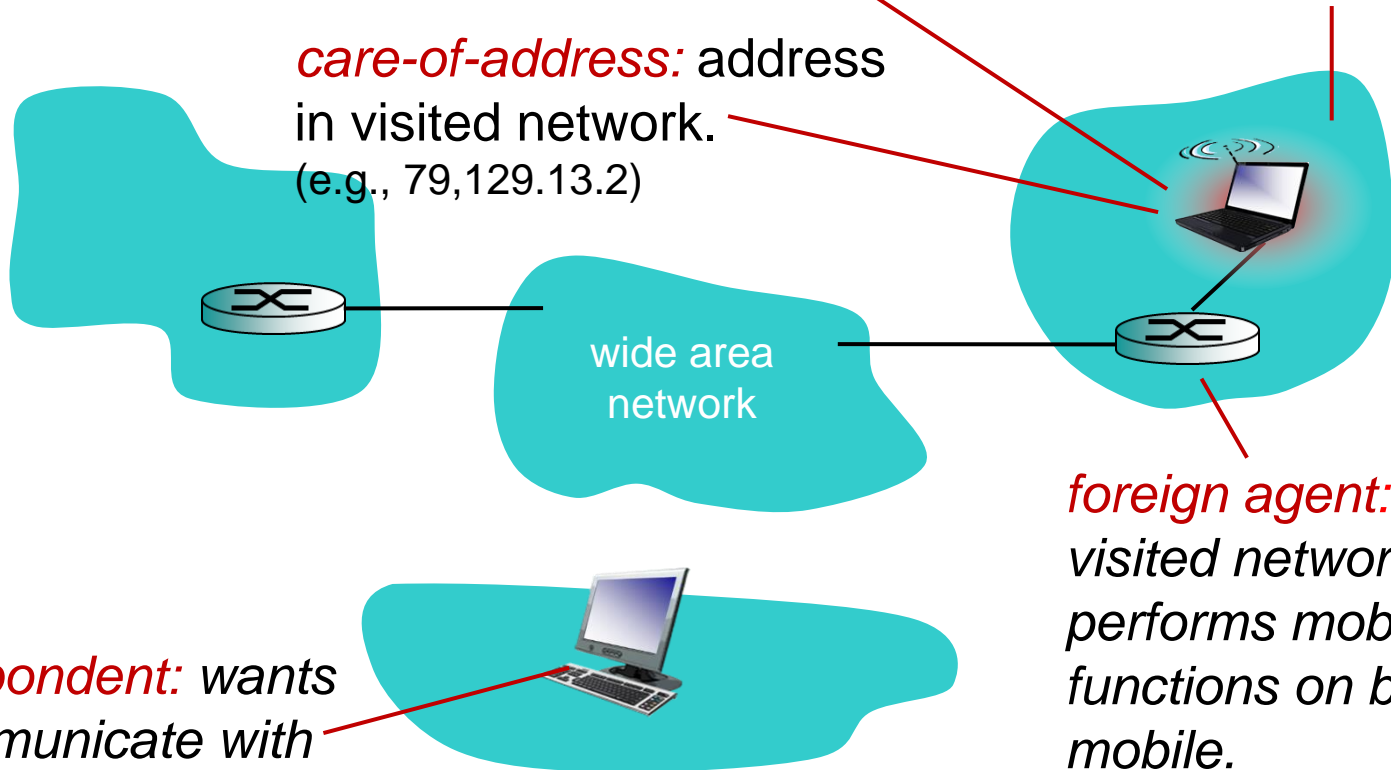 care-of-address: address
in visited network.
(e.g., 79,129.13.2)
wide area
network
foreign agent:
visited networ
performs mob
functions on b
mobile.
pondent: wants
municate with